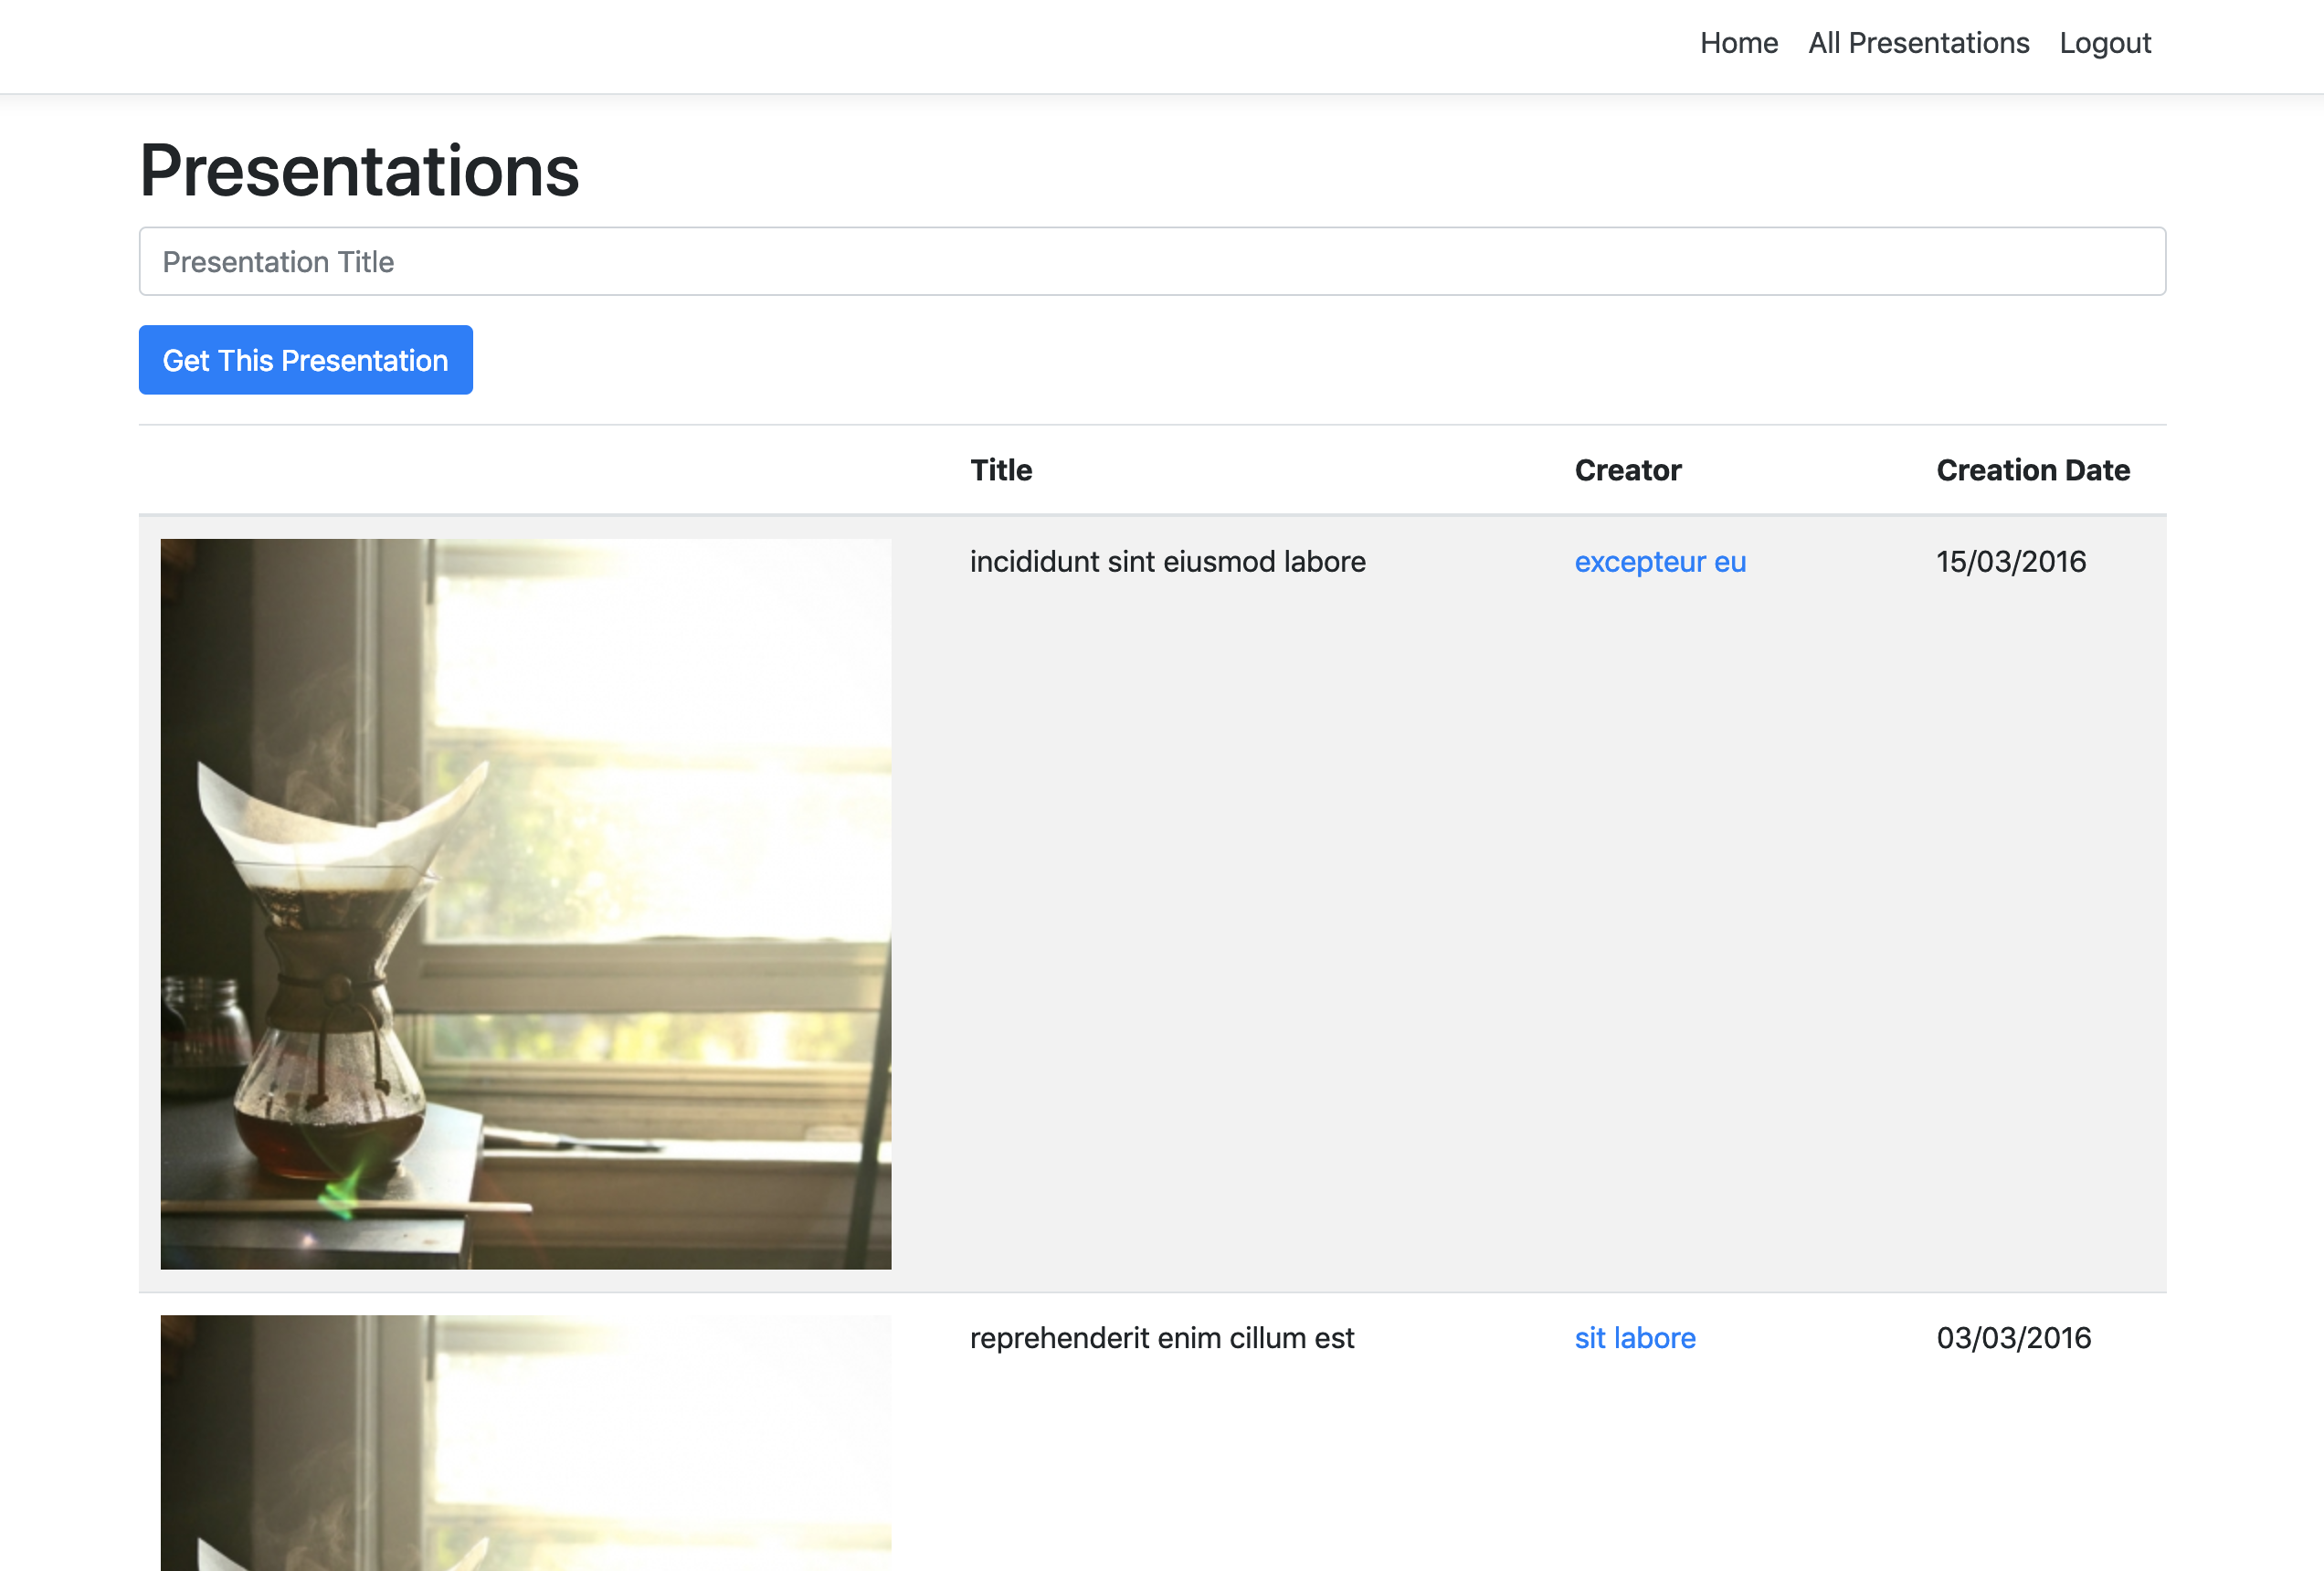 Home All Presentations Logout
Presentations
Presentation Title
Get This Presentation
Title Creator Creation Date
incididunt sint eiusmod labore excepteur eu 15/03/2016
reprehenderit enim cillum est sit labore 03/03/2016